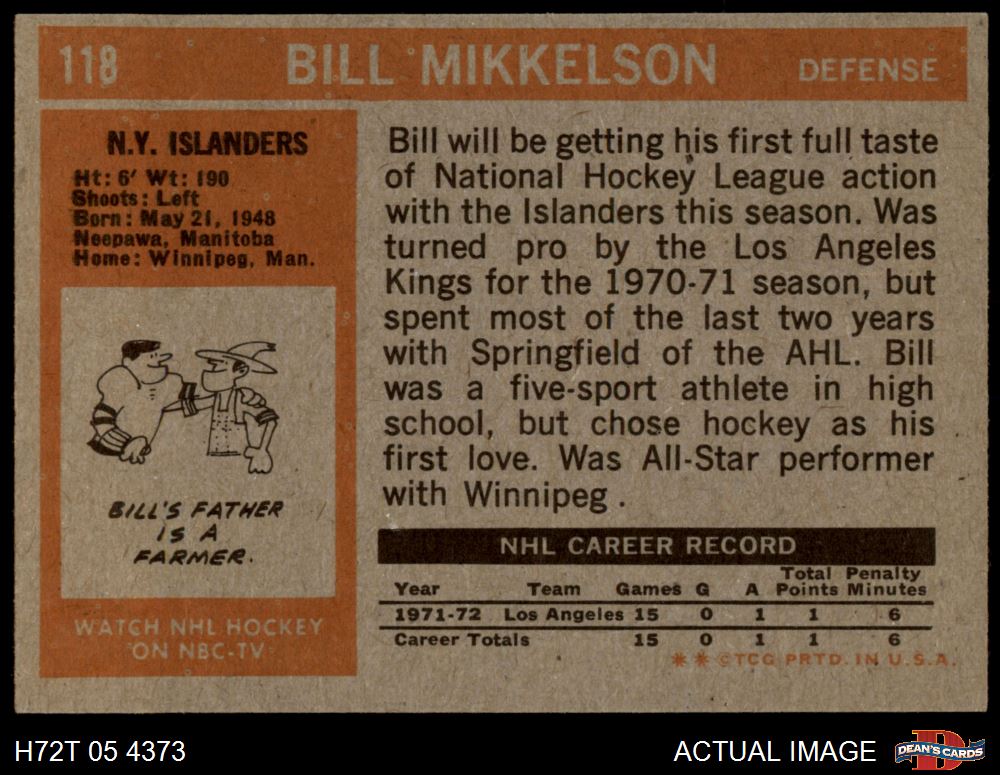 118 BILL MIKKELSON DEFENSE
N.Y. ISLANDERS
Ht: 6' Wt: 190
Shoots: Left
Born: May 21, 1948
Neepawa, Manitoba
Home: Winnipeg, Man.
BILL'S FATHER
IS A
FARMER.
WATCH NHL HOCKEY
ON NBC-TV
Bill will be getting his first full taste
of National Hockey League action
with the Islanders this season. Was
turned pro by the Los Angeles
Kings for the 1970-71 season, but
spent most of the last two years
with Springfield of the AHL. Bill
was a five-sport athlete in high
school, but chose hockey as his
first love. Was All-Star performer
with Winnipeg .
NHL CAREER RECORD
Year Team Games G A Total Points Penalty Minutes
1971-72 Los Angeles 15 0 1 1 6
Career Totals 15 0 1 1 6
* * ©TCG PRTD. IN U.S.A.
H72T 05 4373 ACTUAL IMAGE DEAN'S CARDS